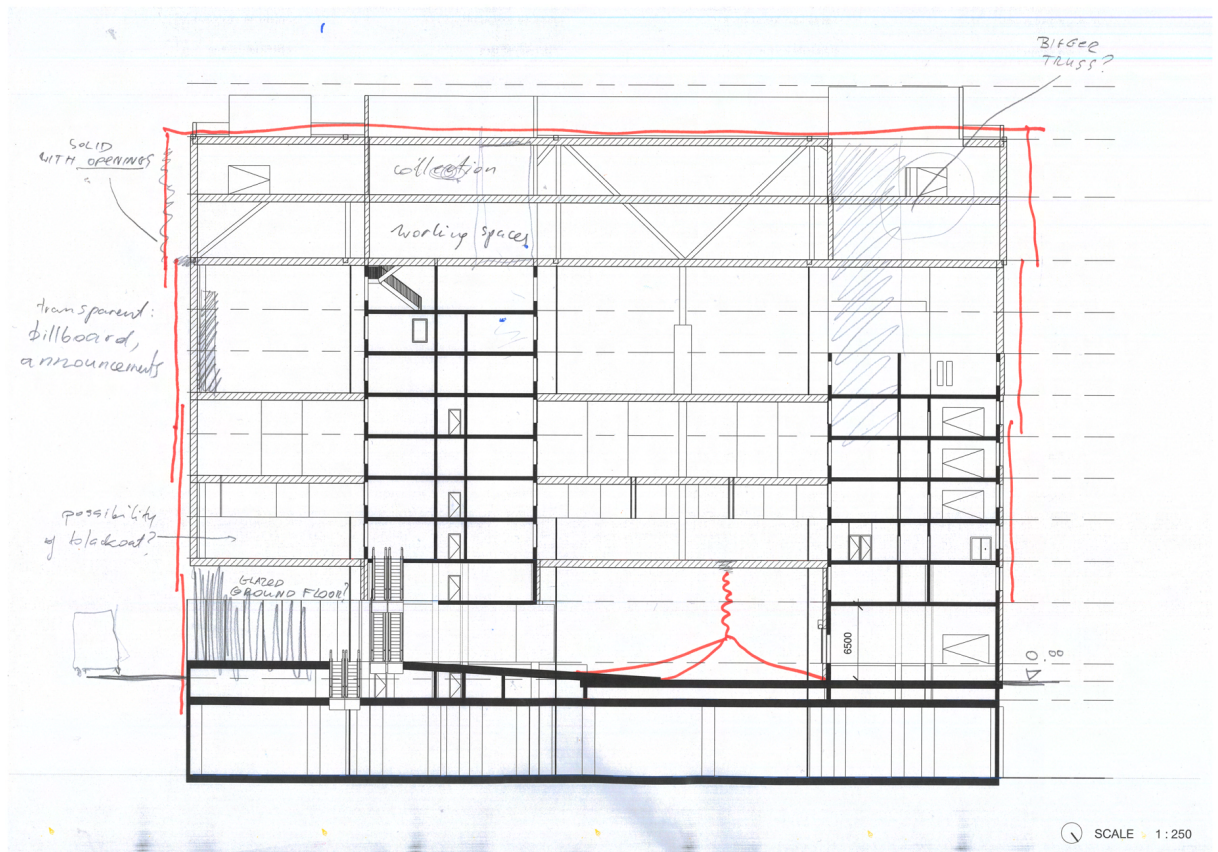 BIGGER
TRUSS?
SOLID
WITH OPENINGS
collection
working spaces
transparent:
billboard,
announcements
possibility
of blackout?
GLAZED
GROUND FLOOR?
6500
0.00
SCALE 1:250